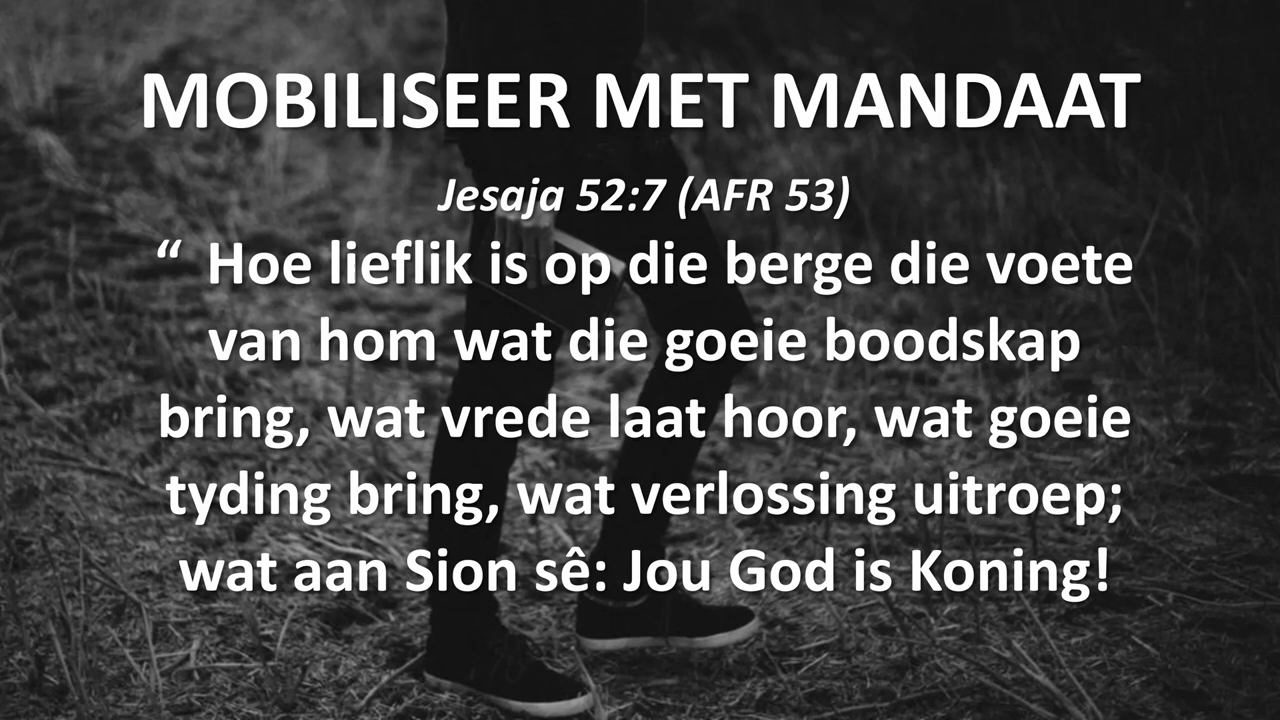 MOBILISEER MET MANDAAT
Jesaja 52:7 (AFR 53)
“ Hoe lieflik is op die berge die voete
van hom wat die goeie boodskap
bring, wat vrede laat hoor, wat goeie
tyding bring, wat verlossing uitroep;
wat aan Sion sê: Jou God is Koning!